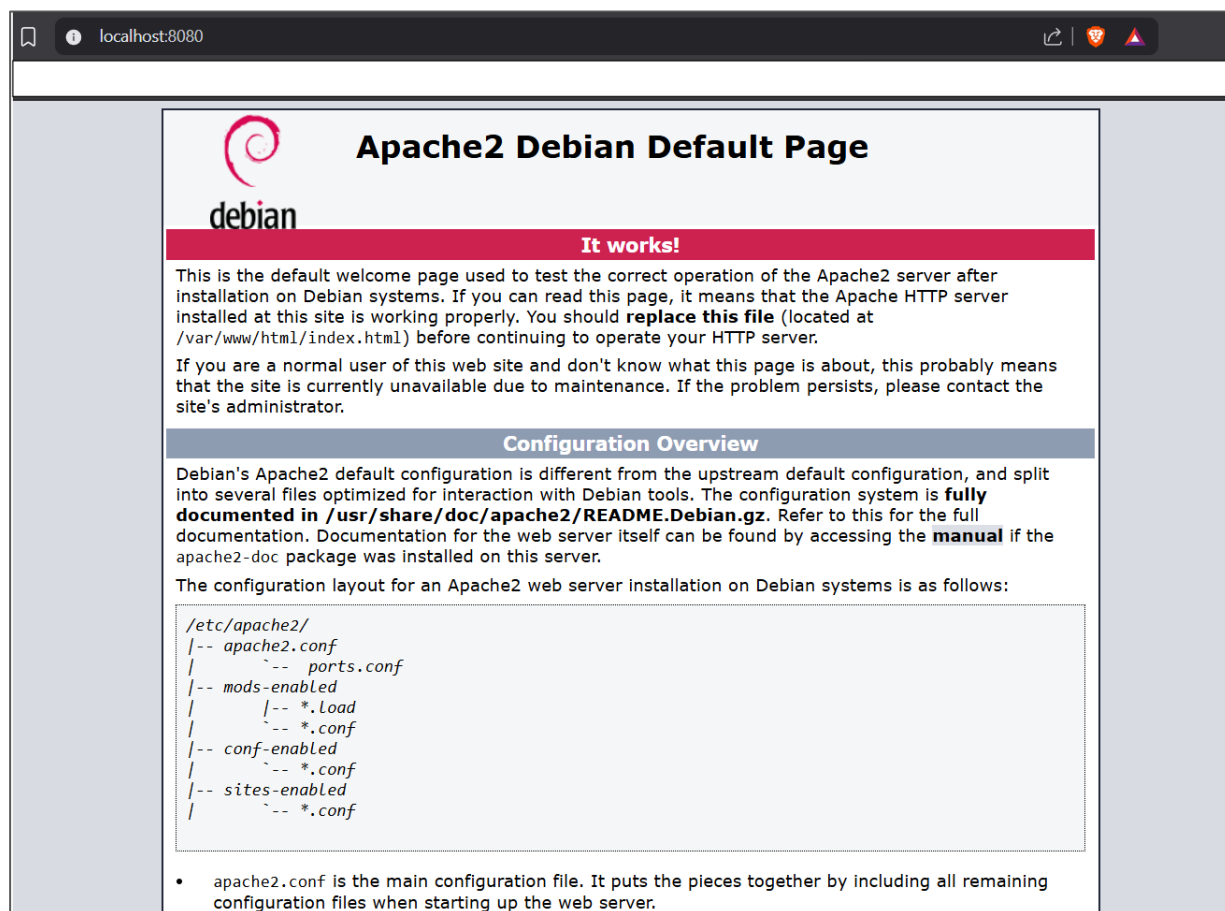 localhost:8080
debian
Apache2 Debian Default Page
It works!
This is the default welcome page used to test the correct operation of the Apache2 server after
installation on Debian systems. If you can read this page, it means that the Apache HTTP server
installed at this site is working properly. You should replace this file (located at
/var/www/html/index.html) before continuing to operate your HTTP server.
If you are a normal user of this web site and don't know what this page is about, this probably means
that the site is currently unavailable due to maintenance. If the problem persists, please contact the
site's administrator.
Configuration Overview
Debian's Apache2 default configuration is different from the upstream default configuration, and split
into several files optimized for interaction with Debian tools. The configuration system is fully
documented in /usr/share/doc/apache2/README.Debian.gz. Refer to this for the full
documentation. Documentation for the web server itself can be found by accessing the manual if the
apache2-doc package was installed on this server.
The configuration layout for an Apache2 web server installation on Debian systems is as follows:
/etc/apache2/
|-- apache2.conf
|       `--  ports.conf
|-- mods-enabled
|       |-- *.load
|       `-- *.conf
|-- conf-enabled
|       `-- *.conf
|-- sites-enabled
|       `-- *.conf
• apache2.conf is the main configuration file. It puts the pieces together by including all remaining
configuration files when starting up the web server.